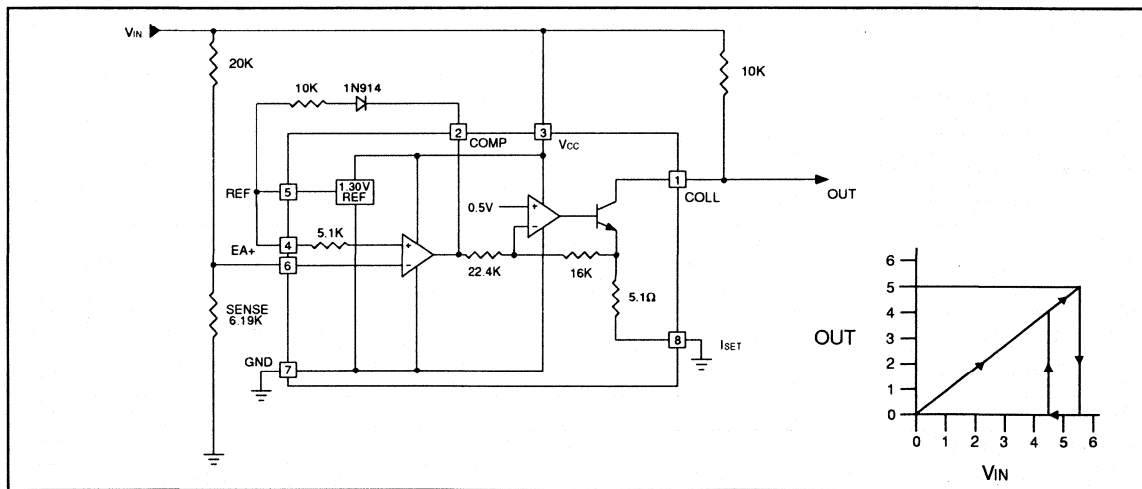 VIN
20K
10K
1N914
10K
2
3
COMP
VCC
REF
5
1.30V
REF
1
COLL
OUT
0.5V
+
−
EA+
4
5.1K
+
−
6
22.4K
16K
SENSE
6.19K
5.1Ω
8
ISET
GND
7
OUT
6
5
4
3
2
1
0
0 1 2 3 4 5 6
VIN